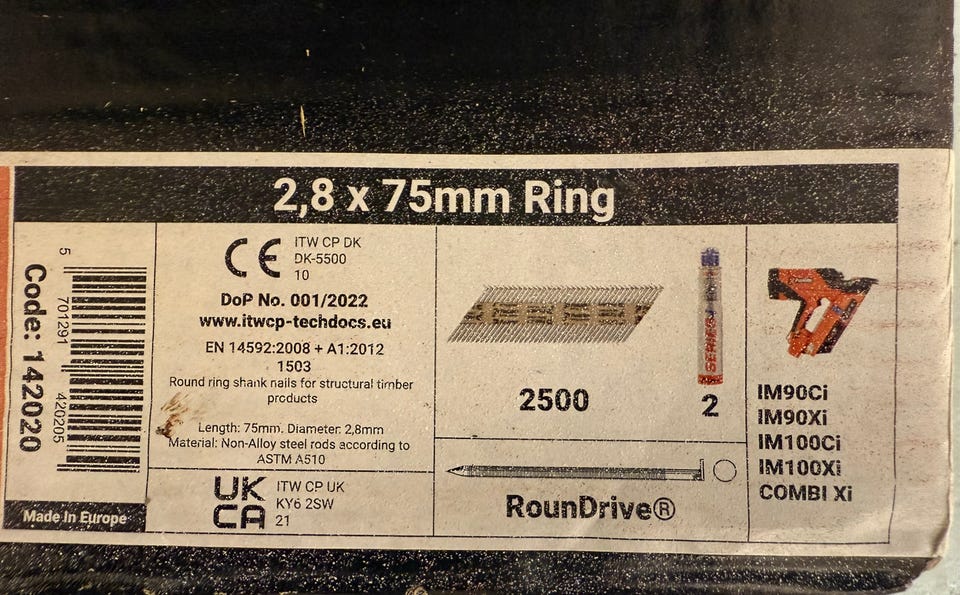 2,8 x 75mm Ring
Code: 142020
5 701291 420205
Made In Europe
CE
ITW CP DK
DK-5500
10
DoP No. 001/2022
www.itwcp-techdocs.eu
EN 14592:2008 + A1:2012
1503
Round ring shank nails for structural timber
products
Length: 75mm. Diameter: 2,8mm
Material: Non-Alloy steel rods according to
ASTM A510
UK
CA
ITW CP UK
KY6 2SW
21
2500
SERIES
2
RounDrive®
IM90Ci
IM90Xi
IM100Ci
IM100Xi
COMBI Xi